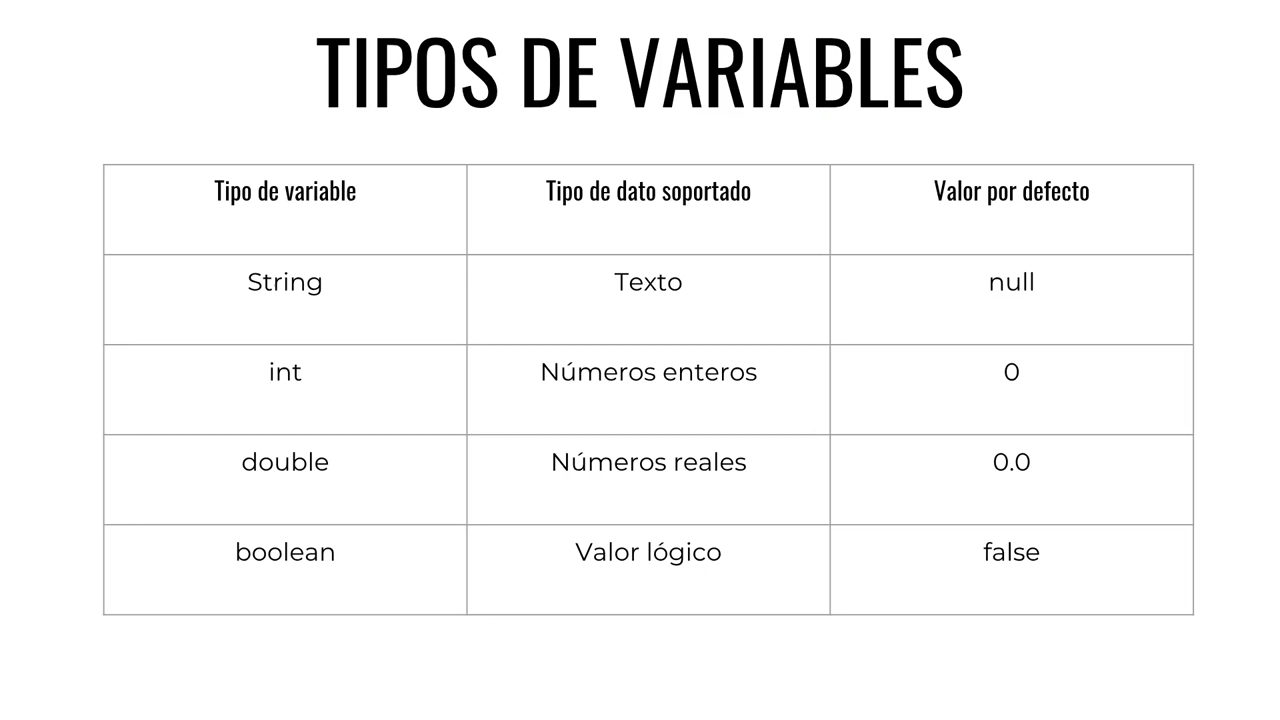 TIPOS DE VARIABLES
Tipo de variable Tipo de dato soportado Valor por defecto
String Texto null
int Números enteros 0
double Números reales 0.0
boolean Valor lógico false